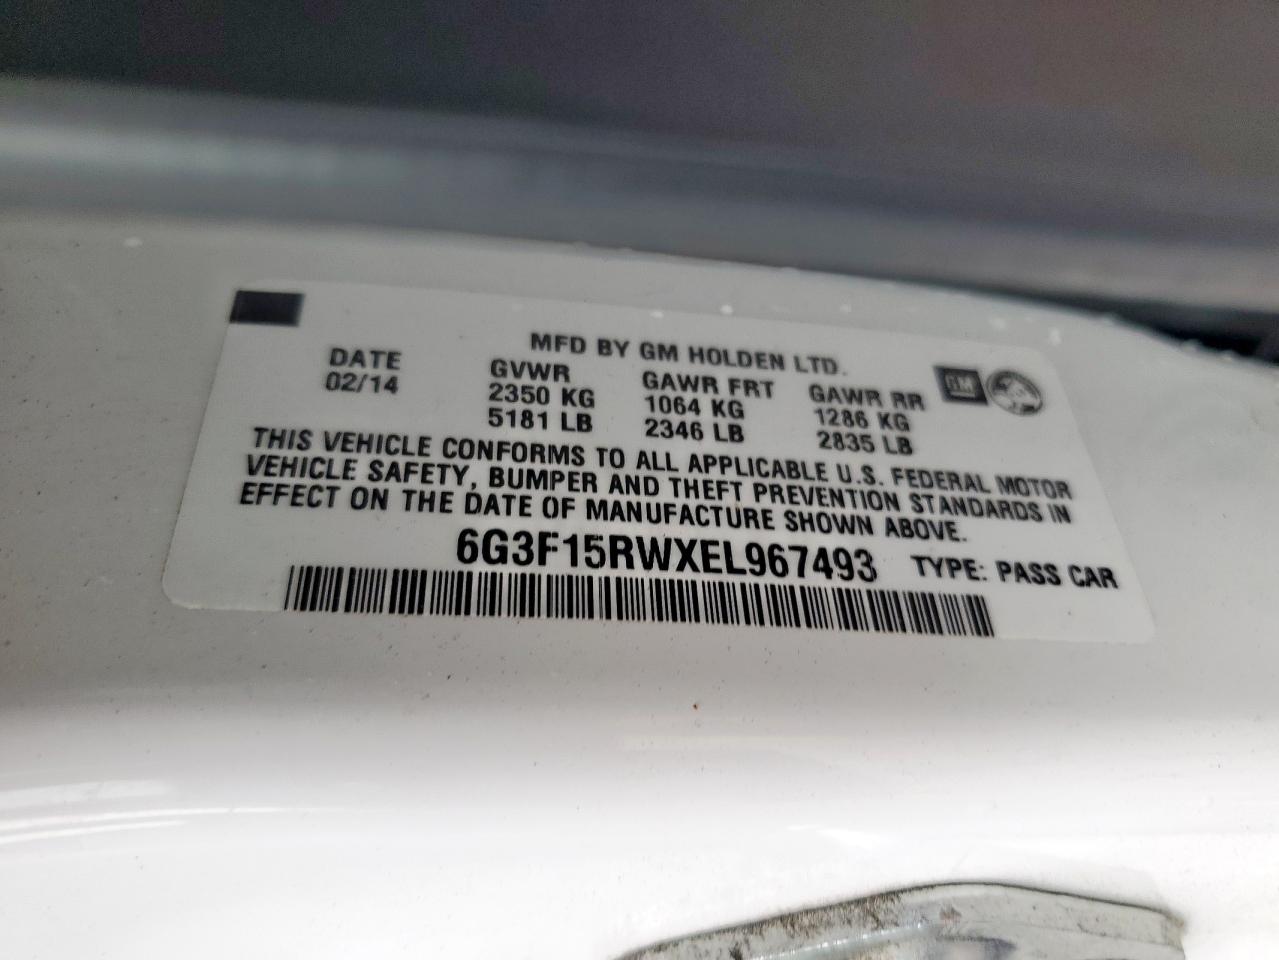 MFD BY GM HOLDEN LTD.
DATE GVWR GAWR FRT GAWR RR
02/14 2350 KG 1064 KG 1286 KG
5181 LB 2346 LB 2835 LB
GM
THIS VEHICLE CONFORMS TO ALL APPLICABLE U.S. FEDERAL MOTOR
VEHICLE SAFETY, BUMPER AND THEFT PREVENTION STANDARDS IN
EFFECT ON THE DATE OF MANUFACTURE SHOWN ABOVE.
6G3F15RWXEL967493 TYPE: PASS CAR